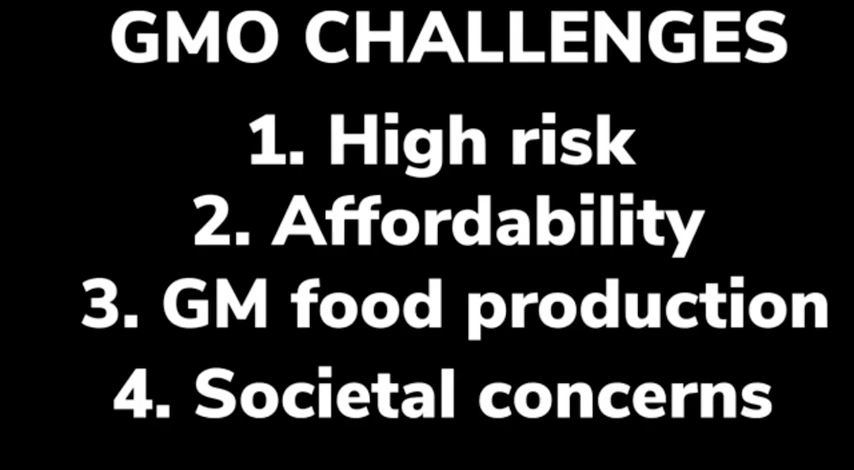 GMO CHALLENGES
1. High risk
2. Affordability
3. GM food production
4. Societal concerns